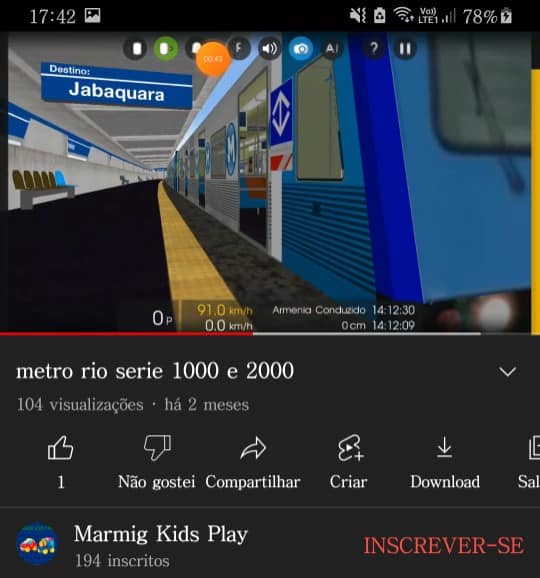 17:42
Vo))
LTE1
78%
00:43
F
AI
?
Destino:
Jabaquara
M
0 P
91.0 km/h
0.0 km/h
Armenia Conduzido 14:12:30
0 cm 14:12:09
metro rio serie 1000 e 2000
104 visualizações · há 2 meses
1
Não gostei
Compartilhar
Criar
Download
Sal
Marmig Kids Play
194 inscritos
INSCREVER-SE